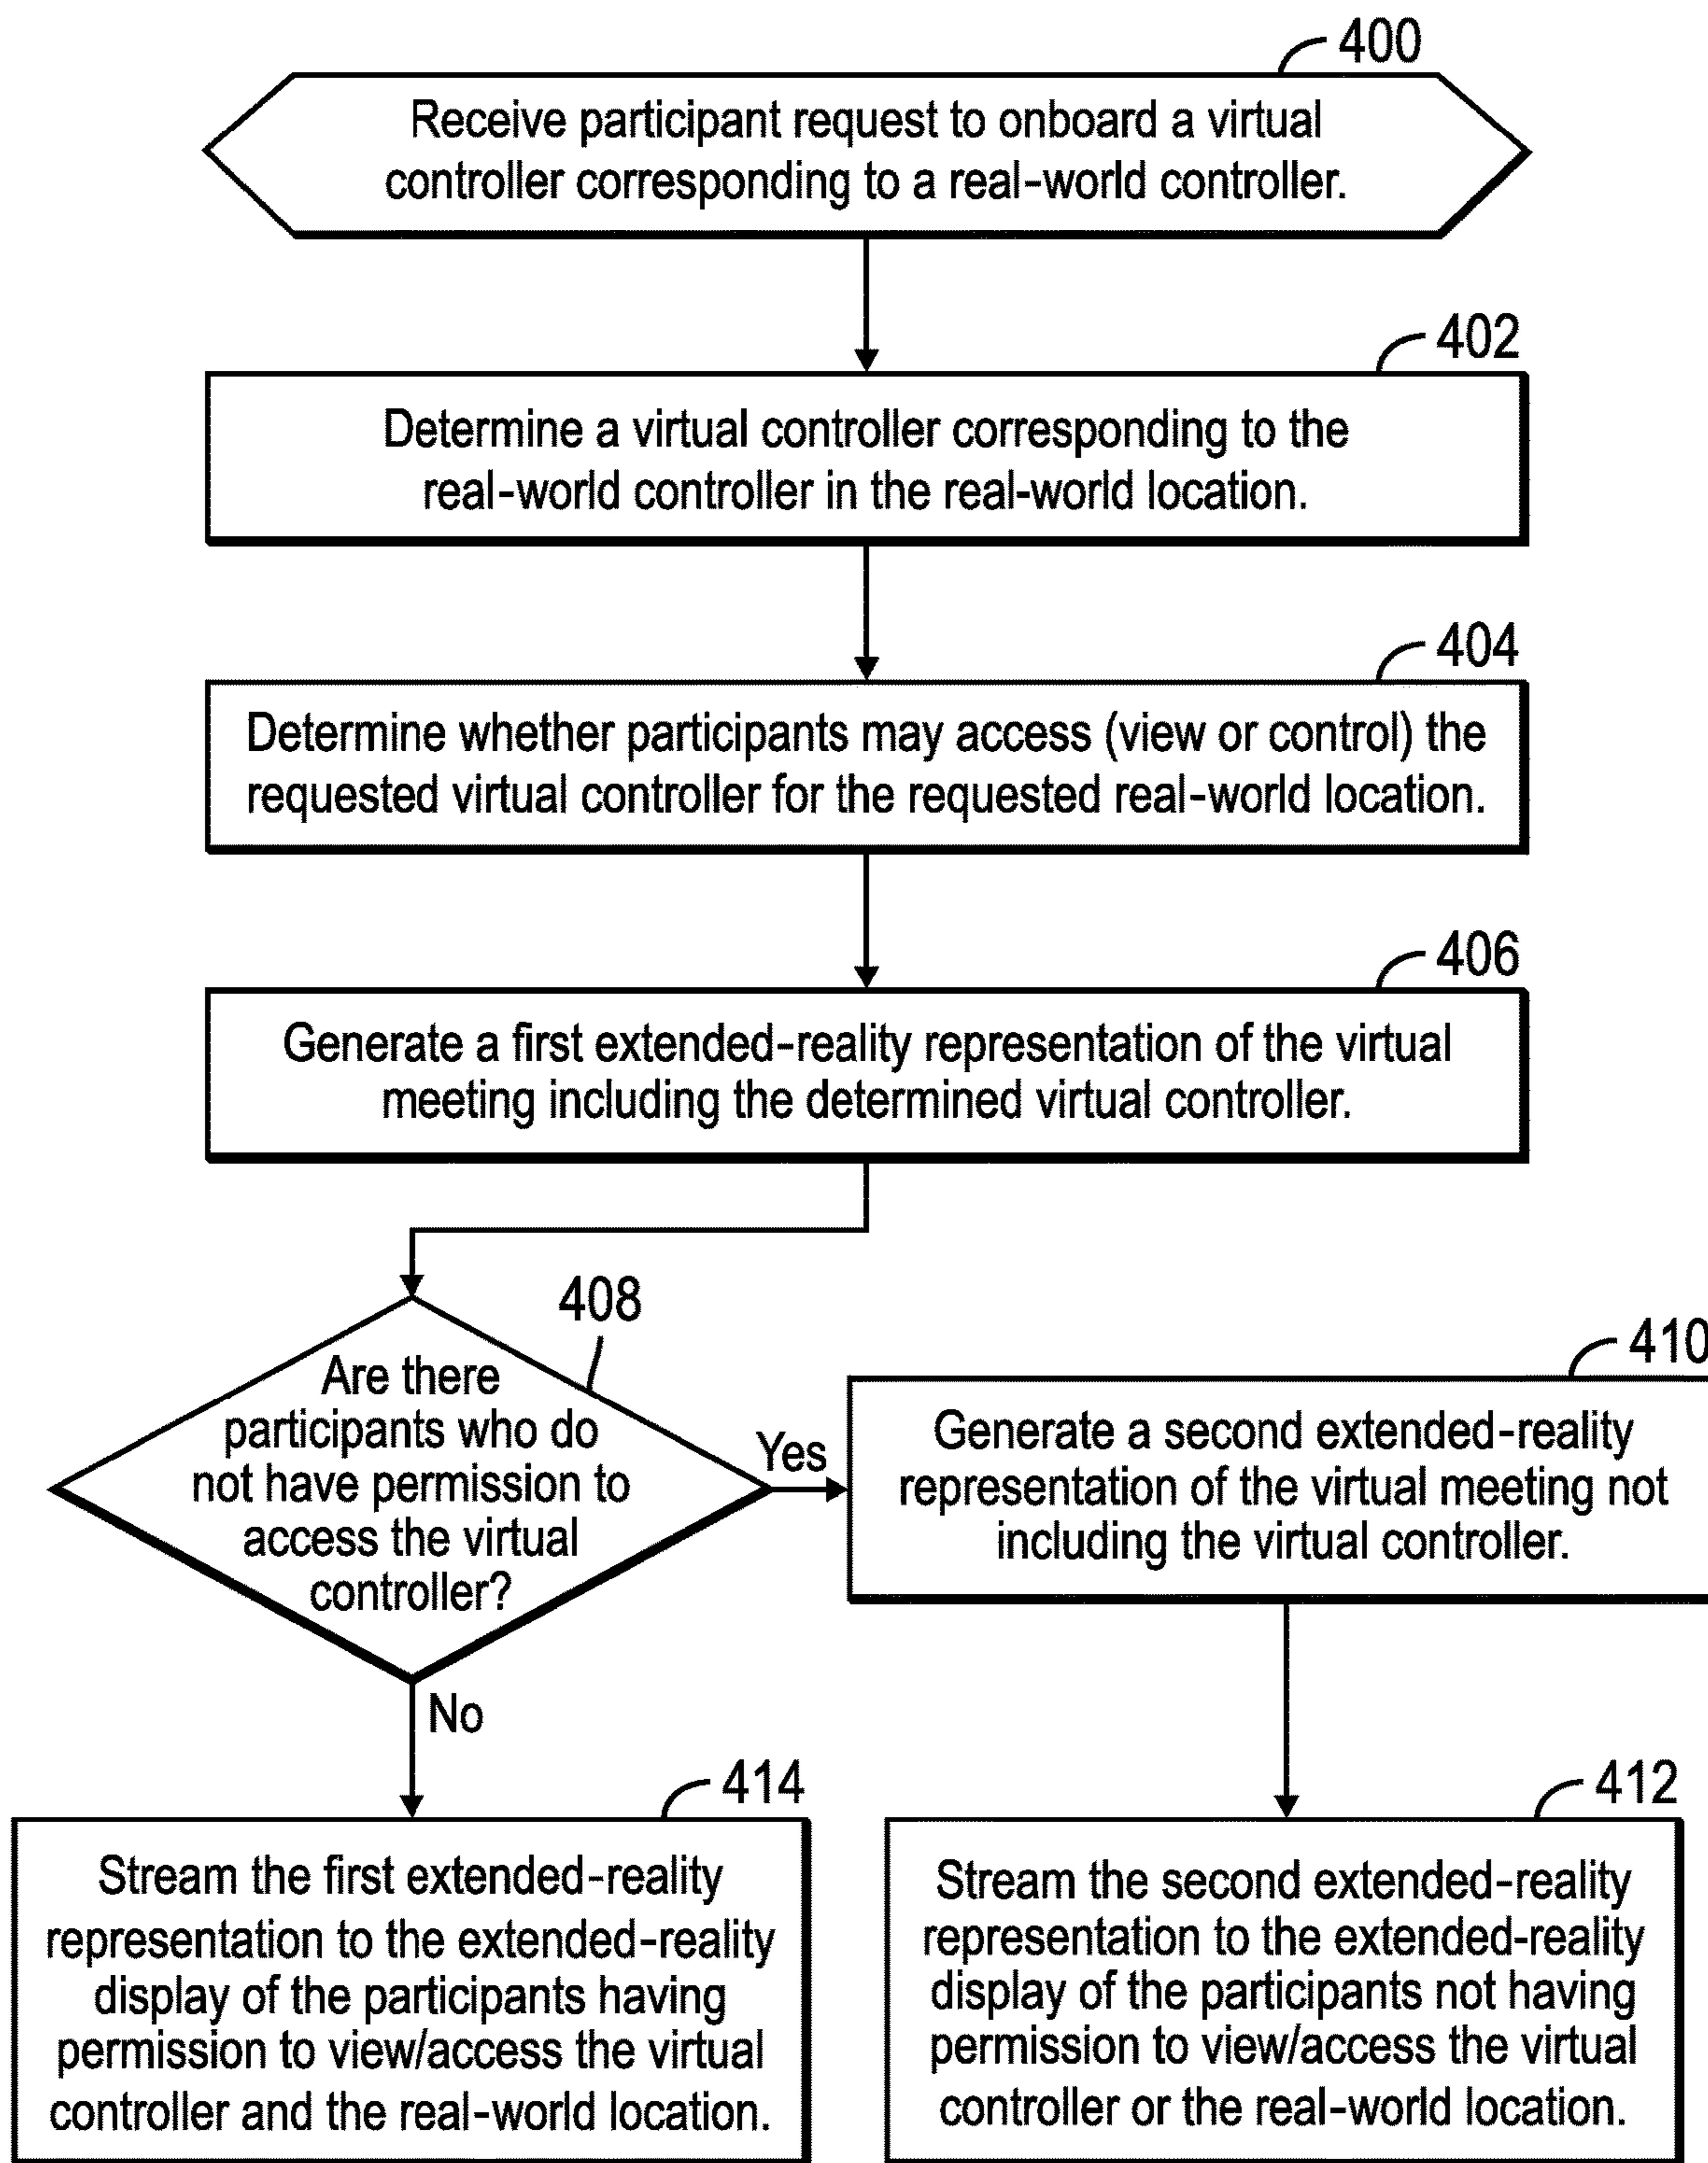 400
Receive participant request to onboard a virtual
controller corresponding to a real-world controller.
402
Determine a virtual controller corresponding to the
real-world controller in the real-world location.
404
Determine whether participants may access (view or control) the
requested virtual controller for the requested real-world location.
406
Generate a first extended-reality representation of the virtual
meeting including the determined virtual controller.
408
Are there
participants who do
not have permission to
access the virtual
controller?
Yes
410
Generate a second extended-reality
representation of the virtual meeting not
including the virtual controller.
No
414
Stream the first extended-reality
representation to the extended-reality
display of the participants having
permission to view/access the virtual
controller and the real-world location.
412
Stream the second extended-reality
representation to the extended-reality
display of the participants not having
permission to view/access the virtual
controller or the real-world location.